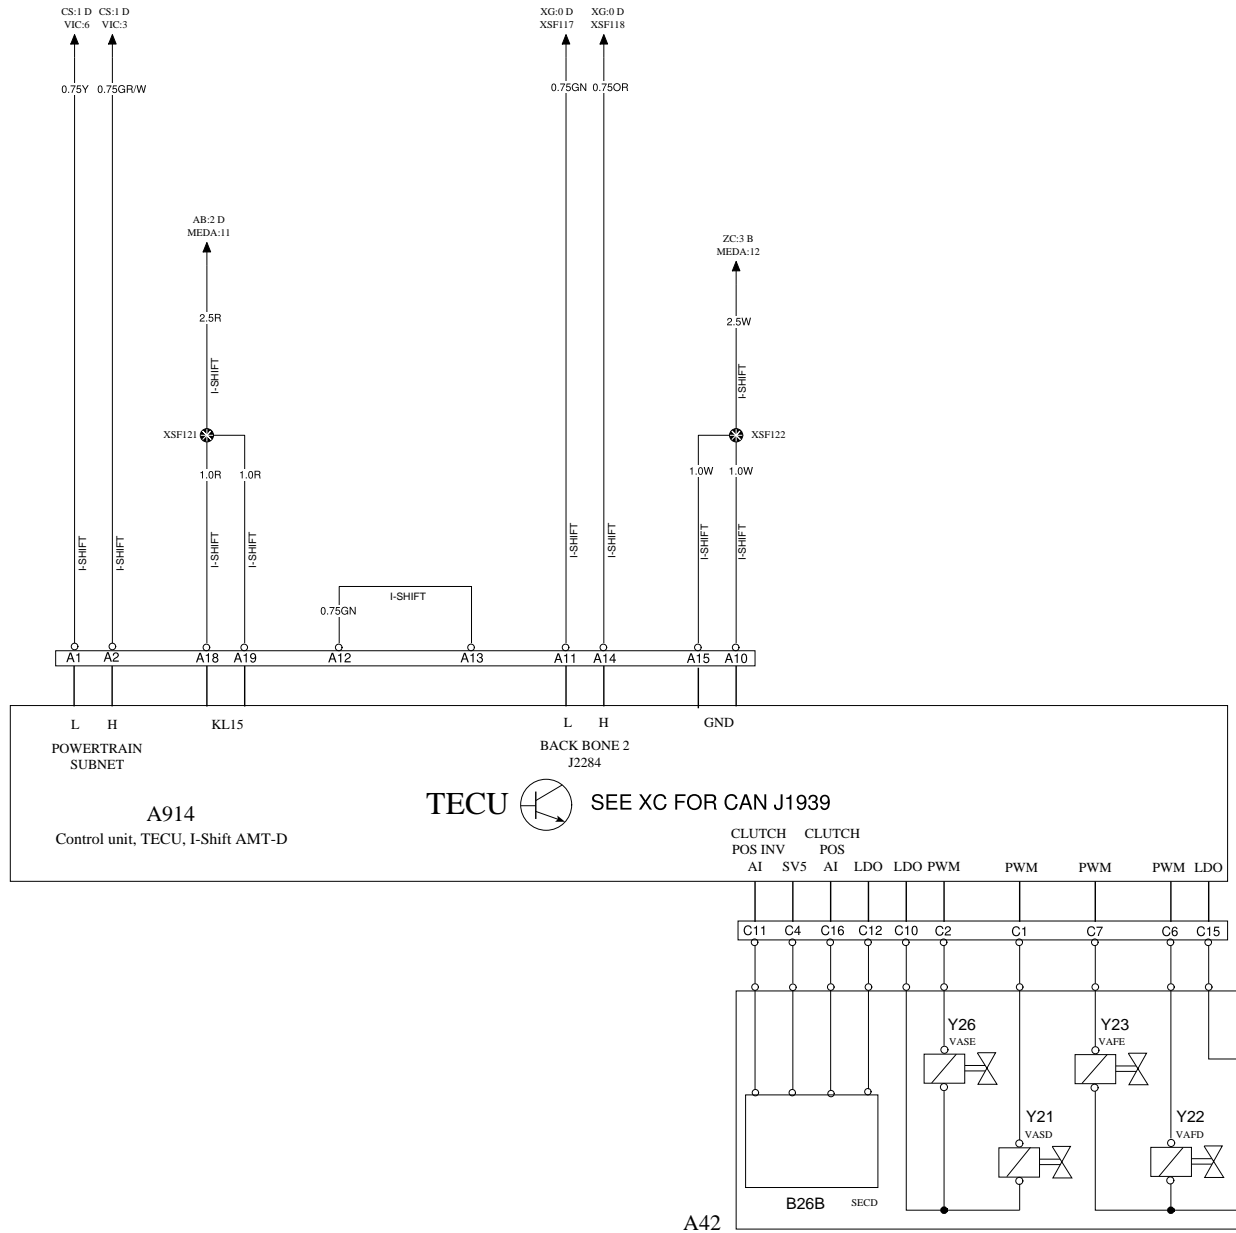 CS:1 D CS:1 D XG:0 D XG:0 D
VIC:6 VIC:3 XSF117 XSF118
0.75Y 0.75GR/W 0.75GN 0.75OR
AB:2 D
MEDA:11
ZC:3 B
MEDA:12
2.5R 2.5W
I-SHIFT I-SHIFT
XSF121 XSF122
1.0R 1.0R 1.0W 1.0W
I-SHIFT I-SHIFT I-SHIFT I-SHIFT I-SHIFT I-SHIFT I-SHIFT I-SHIFT
I-SHIFT
0.75GN
A1 A2 A18 A19 A12 A13 A11 A14 A15 A10
L H KL15 L H GND
POWERTRAIN
SUBNET
BACK BONE 2
J2284
TECU SEE XC FOR CAN J1939
A914
Control unit, TECU, I-Shift AMT-D
CLUTCH CLUTCH
POS INV POS
AI SV5 AI LDO LDO PWM PWM PWM PWM LDO
C11 C4 C16 C12 C10 C2 C1 C7 C6 C15
Y26 Y23
VASE VAFE
Y21 Y22
VASD VAFD
B26B SECD
A42